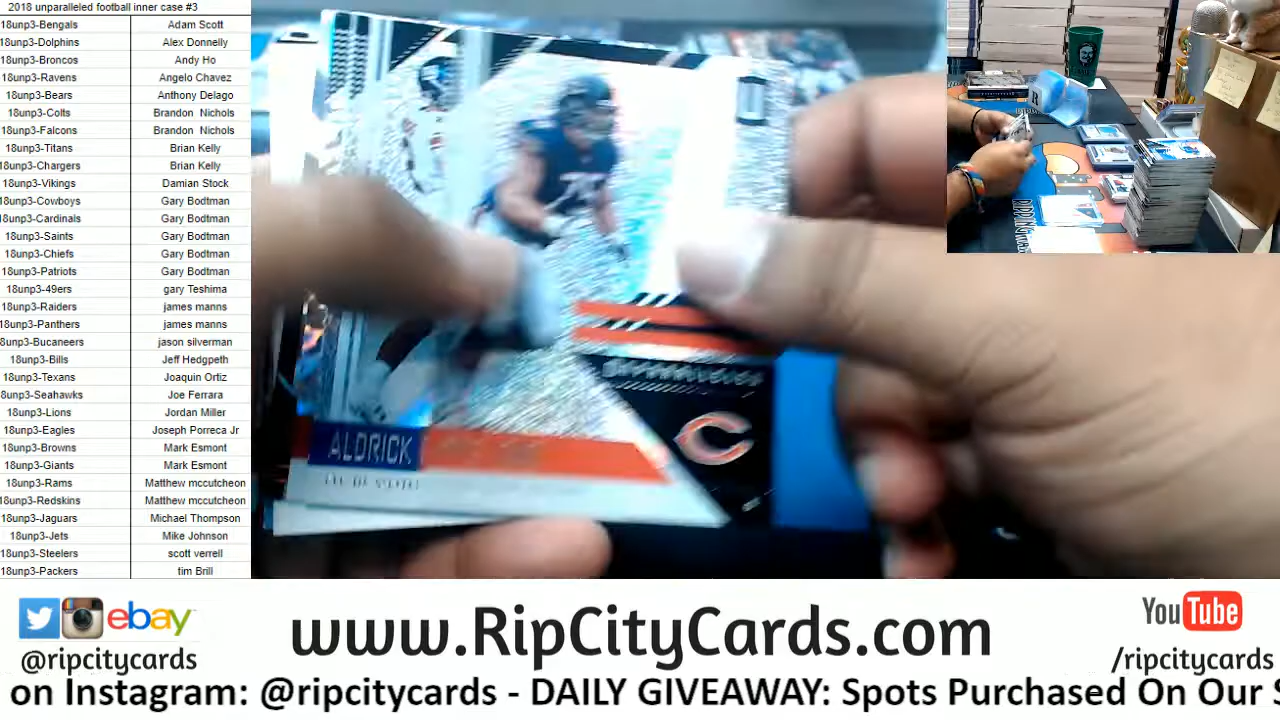 2018 unparalleled football inner case #3
18unp3-Bengals Adam Scott
18unp3-Dolphins Alex Donnelly
18unp3-Broncos Andy Ho
18unp3-Ravens Angelo Chavez
18unp3-Bears Anthony Delago
18unp3-Colts Brandon Nichols
18unp3-Falcons Brandon Nichols
18unp3-Titans Brian Kelly
18unp3-Chargers Brian Kelly
18unp3-Vikings Damian Stock
18unp3-Cowboys Gary Bodtman
18unp3-Cardinals Gary Bodtman
18unp3-Saints Gary Bodtman
18unp3-Chiefs Gary Bodtman
18unp3-Patriots Gary Bodtman
18unp3-49ers gary Teshima
18unp3-Raiders james manns
18unp3-Panthers james manns
8unp3-Bucaneers jason silverman
18unp3-Bills Jeff Hedgpeth
18unp3-Texans Joaquin Ortiz
8unp3-Seahawks Joe Ferrara
18unp3-Lions Jordan Miller
18unp3-Eagles Joseph Porreca Jr
18unp3-Browns Mark Esmont
18unp3-Giants Mark Esmont
18unp3-Rams Matthew mccutcheon
18unp3-Redskins Matthew mccutcheon
18unp3-Jaguars Michael Thompson
18unp3-Jets Mike Johnson
18unp3-Steelers scott verrell
18unp3-Packers tim Brill
ALDRICK
C
ebay
@ripcitycards
www.RipCityCards.com
YouTube
/ripcitycards
on Instagram: @ripcitycards - DAILY GIVEAWAY: Spots Purchased On Our S